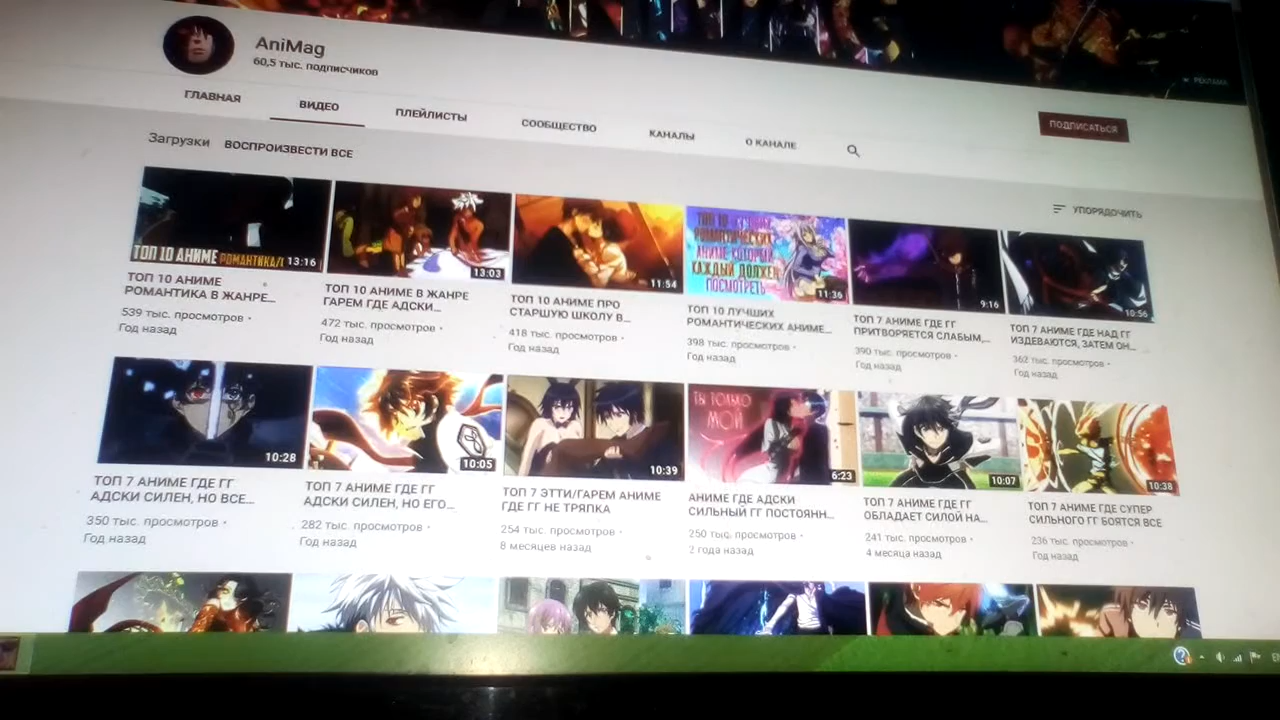 AniMag
60,5 тыс. подписчиков
РЕКЛАМА
ГЛАВНАЯ
ВИДЕО
ПЛЕЙЛИСТЫ
СООБЩЕСТВО
КАНАЛЫ
О КАНАЛЕ
ПОДПИСАТЬСЯ
Загрузки
ВОСПРОИЗВЕСТИ ВСЕ
УПОРЯДОЧИТЬ
ТОП 10 АНИМЕ РОМАНТИКА
13:16
ТОП 10 АНИМЕ
РОМАНТИКА В ЖАНРЕ...
539 тыс. просмотров •
Год назад
13:03
ТОП 10 АНИМЕ В ЖАНРЕ
ГАРЕМ ГДЕ АДСКИ...
472 тыс. просмотров •
Год назад
11:54
ТОП 10 АНИМЕ ПРО
СТАРШУЮ ШКОЛУ В...
418 тыс. просмотров •
Год назад
ТОП 10 ЛУЧШИХ
РОМАНТИЧЕСКИХ
АНИМЕ КОТОРЫЙ
КАЖДЫЙ ДОЛЖЕН
ПОСМОТРЕТЬ
11:36
ТОП 10 ЛУЧШИХ
РОМАНТИЧЕСКИХ АНИМЕ...
398 тыс. просмотров •
Год назад
9:16
ТОП 7 АНИМЕ ГДЕ ГГ
ПРИТВОРЯЕТСЯ СЛАБЫМ,...
390 тыс. просмотров •
Год назад
10:56
ТОП 7 АНИМЕ ГДЕ НАД ГГ
ИЗДЕВАЮТСЯ, ЗАТЕМ ОН...
362 тыс. просмотров •
Год назад
10:28
ТОП 7 АНИМЕ ГДЕ ГГ
АДСКИ СИЛЕН, НО ВСЕ...
350 тыс. просмотров •
Год назад
10:05
ТОП 7 АНИМЕ ГДЕ ГГ
АДСКИ СИЛЕН, НО ЕГО...
282 тыс. просмотров •
Год назад
10:39
ТОП 7 ЭТТИ/ГАРЕМ АНИМЕ
ГДЕ ГГ НЕ ТРЯПКА
254 тыс. просмотров •
8 месяцев назад
ТЫ ТОЛЬКО
МОЙ
6:23
АНИМЕ ГДЕ АДСКИ
СИЛЬНЫЙ ГГ ПОСТОЯНН...
250 тыс. просмотров •
2 года назад
10:07
ТОП 7 АНИМЕ ГДЕ ГГ
ОБЛАДАЕТ СИЛОЙ НА...
241 тыс. просмотров •
4 месяца назад
10:38
ТОП 7 АНИМЕ ГДЕ СУПЕР
СИЛЬНОГО ГГ БОЯТСЯ ВСЕ
236 тыс. просмотров •
Год назад